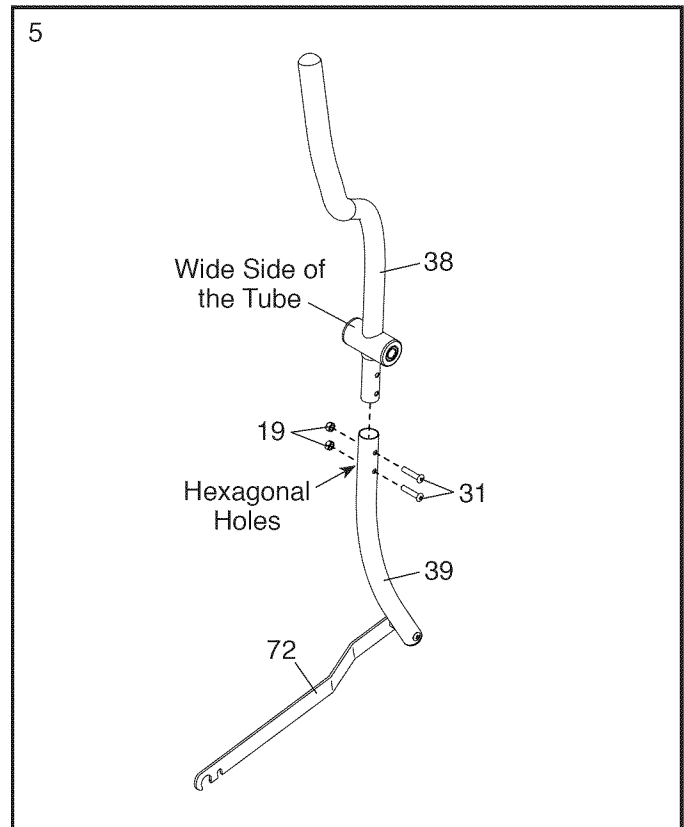 5
Wide Side of
the Tube
38
19
Hexagonal
Holes
31
39
72